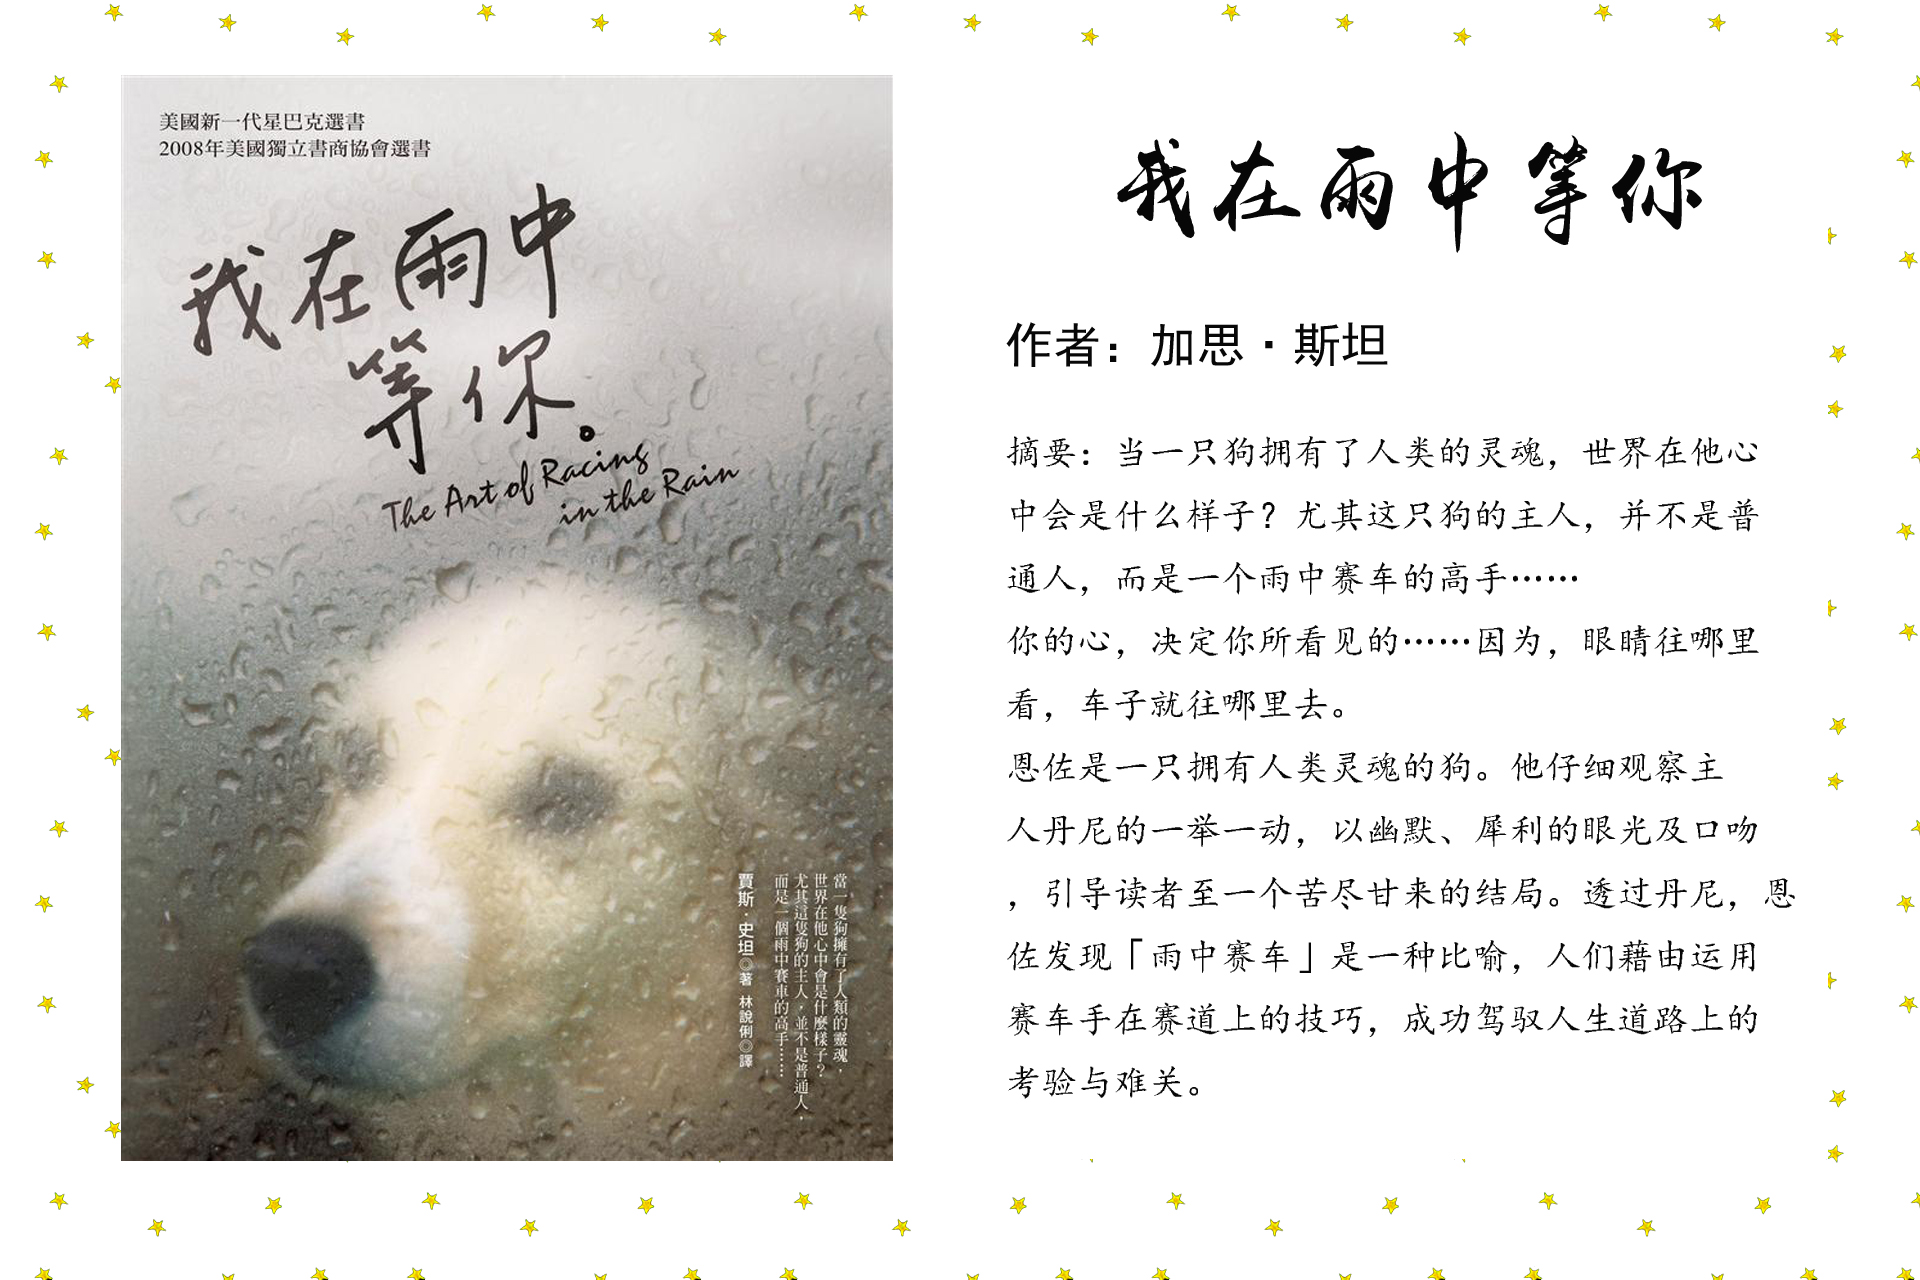 美國新一代星巴克選書
2008年美國獨立書商協會選書
我在雨中
等你。
The Art of Racing
in the Rain
當一隻狗擁有了人類的靈魂，
世界在他心中會是什麼樣子？
尤其這隻狗的主人，並不是普通人，
而是一個雨中賽車的高手……
賈斯·史坦◎著 林說俐◎譯
我在雨中等你
作者：加思·斯坦
摘要：当一只狗拥有了人类的灵魂，世界在他心
中会是什么样子？尤其这只狗的主人，并不是普
通人，而是一个雨中赛车的高手……
你的心，决定你所看见的……因为，眼睛往哪里
看，车子就往哪里去。
恩佐是一只拥有人类灵魂的狗。他仔细观察主
人丹尼的一举一动，以幽默、犀利的眼光及口吻
，引导读者至一个苦尽甘来的结局。透过丹尼，恩
佐发现「雨中赛车」是一种比喻，人们藉由运用
赛车手在赛道上的技巧，成功驾驭人生道路上的
考验与难关。